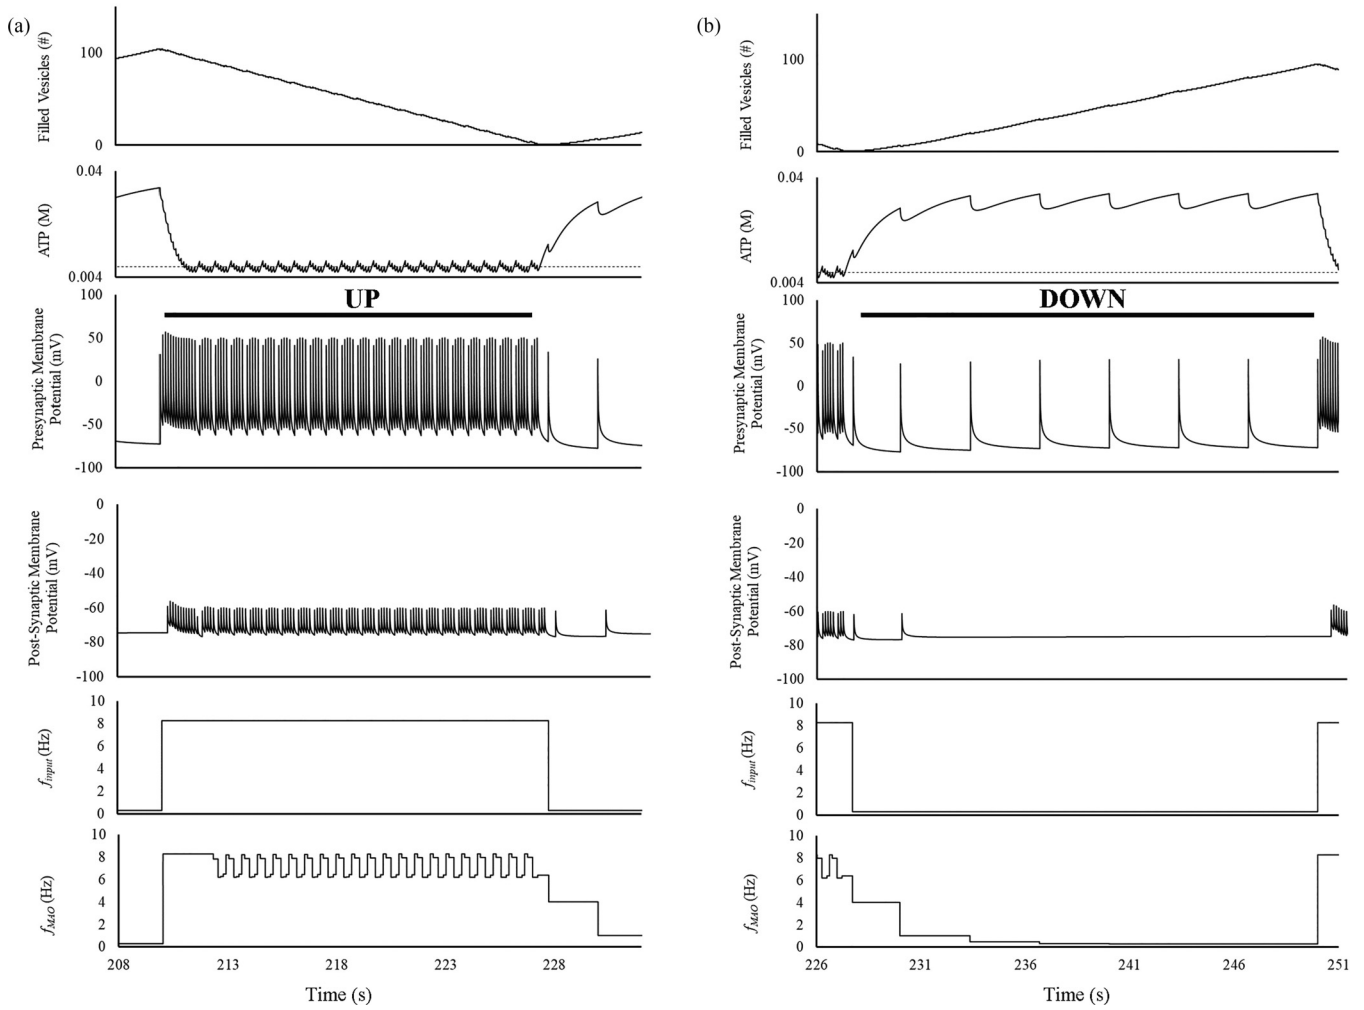 (a)
Filled Vesicles (#)
100
0
ATP (M)
0.04
0.004
UP
Presynaptic Membrane
Potential (mV)
100
50
0
-50
-100
Post-Synaptic Membrane
Potential (mV)
0
-20
-40
-60
-80
-100
finput (Hz)
10
8
6
4
2
0
fMAO (Hz)
10
8
6
4
2
0
208 213 218 223 228
Time (s)
(b)
Filled Vesicles (#)
100
0
ATP (M)
0.04
0.004
DOWN
Presynaptic Membrane
Potential (mV)
100
50
0
-50
-100
Post-Synaptic Membrane
Potential (mV)
0
-20
-40
-60
-80
-100
finput (Hz)
10
8
6
4
2
0
fMAO (Hz)
10
8
6
4
2
0
226 231 236 241 246 251
Time (s)